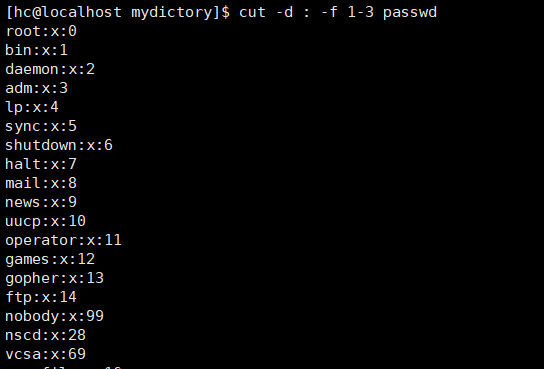 [hc@localhost mydictory]$ cut -d : -f 1-3 passwd
root:x:0
bin:x:1
daemon:x:2
adm:x:3
lp:x:4
sync:x:5
shutdown:x:6
halt:x:7
mail:x:8
news:x:9
uucp:x:10
operator:x:11
games:x:12
gopher:x:13
ftp:x:14
nobody:x:99
nscd:x:28
vcsa:x:69